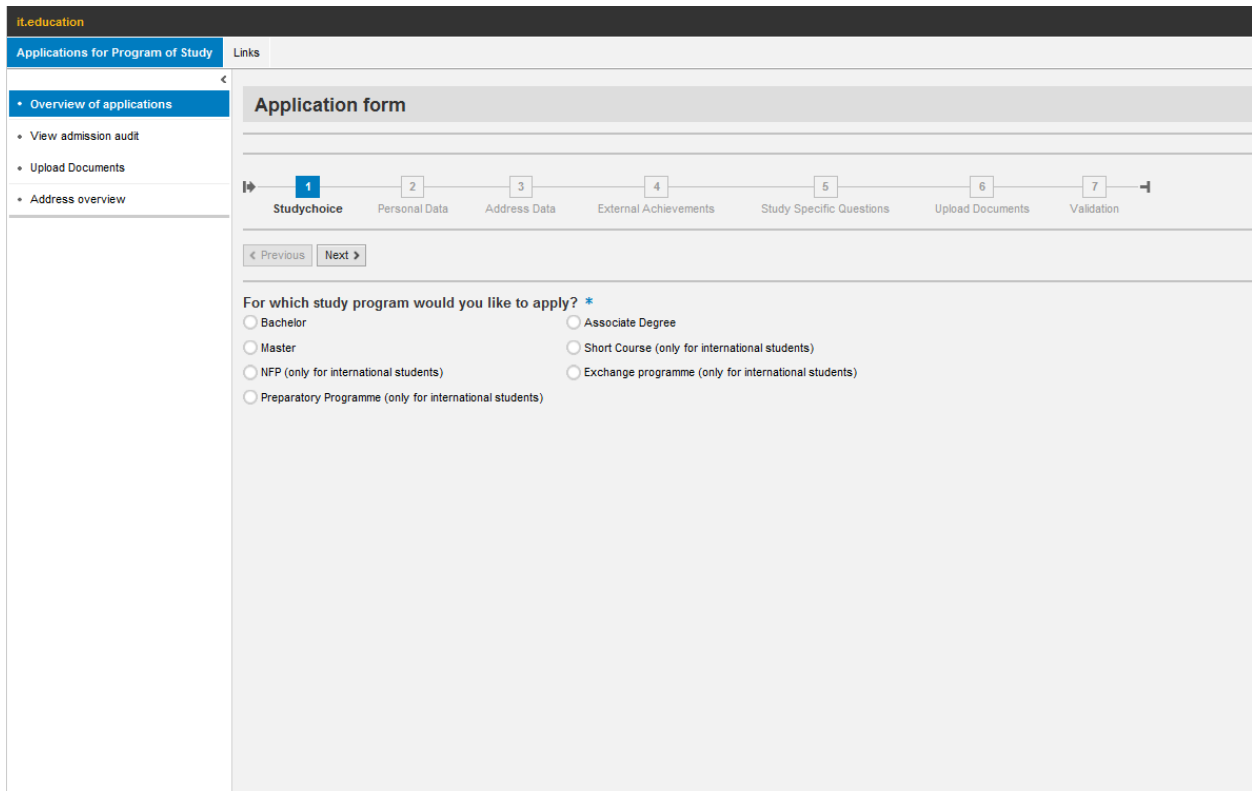 it.education
Applications for Program of Study Links
Overview of applications
View admission audit
Upload Documents
Address overview
Application form
1 2 3 4 5 6 7
Studychoice Personal Data Address Data External Achievements Study Specific Questions Upload Documents Validation
Previous Next
For which study program would you like to apply? *
Bachelor Associate Degree
Master Short Course (only for international students)
NFP (only for international students) Exchange programme (only for international students)
Preparatory Programme (only for international students)